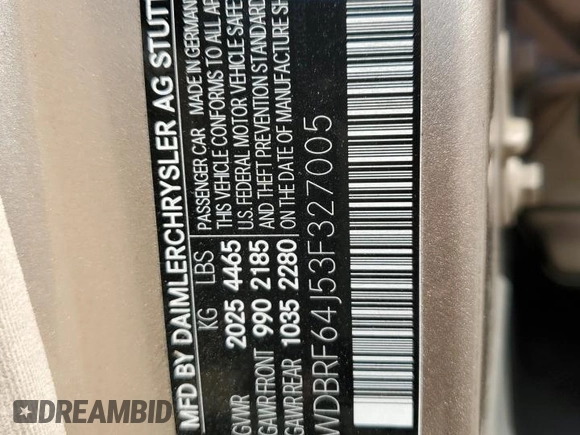 MFD BY DAIMLERCHRYSLER AG STUT
KG LBS PASSENGER CAR MADE IN GERMAN
GVWR 2025 4465 THIS VEHICLE CONFORMS TO ALL AP
GAWR FRONT 990 2185 U.S. FEDERAL MOTOR VEHICLE SAFE
GAWR REAR 1035 2280 AND THEFT PREVENTION STANDARD
ON THE DATE OF MANUFACTURE SH
WDBRF64J53F327005
DREAMBID